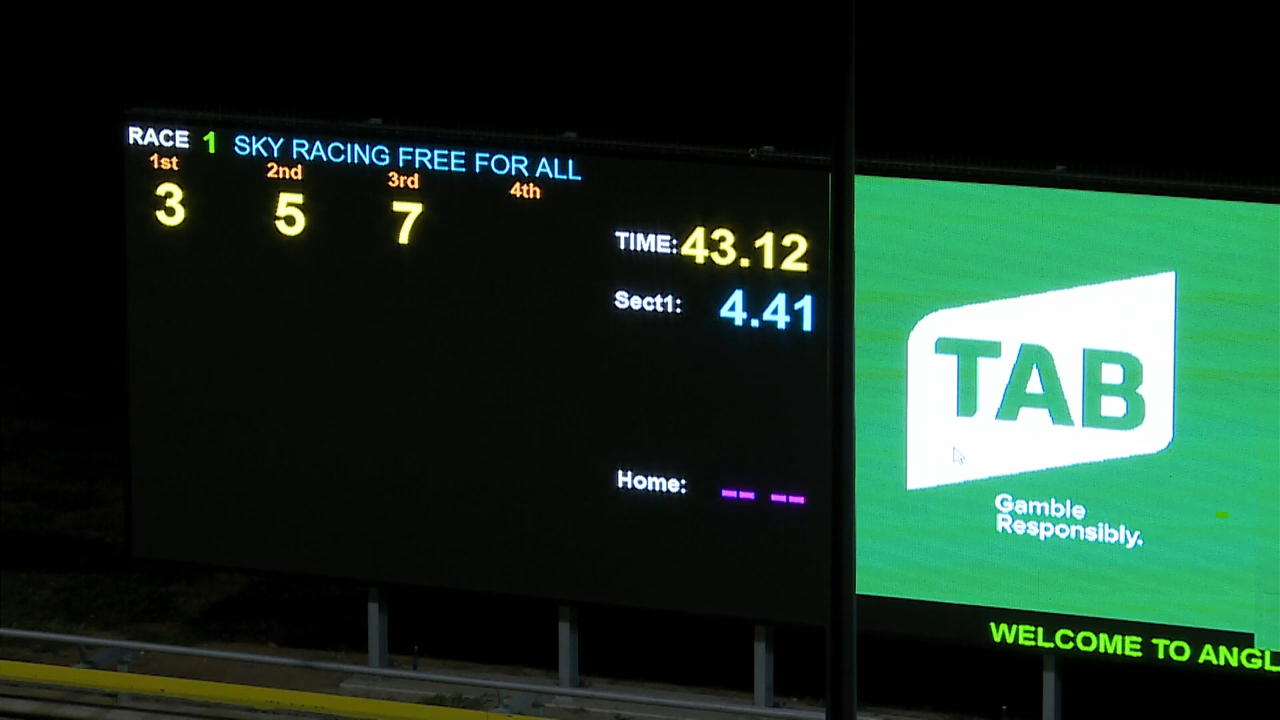 RACE 1 SKY RACING FREE FOR ALL
1st 2nd 3rd 4th
3 5 7
TIME: 43.12
Sect1: 4.41
Home: -- --
TAB
Gamble
Responsibly.
WELCOME TO ANGL